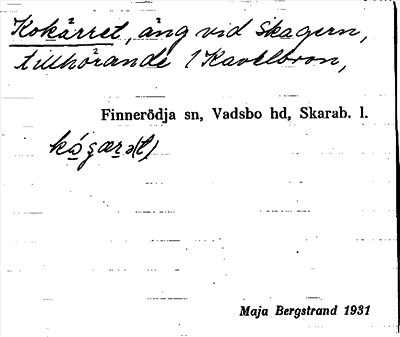 Kokärret, äng vid Skagern,
tillhörande 1 Kavelbron,
Finnerödja sn, Vadsbo hd, Skarab. l.
Maja Bergstrand 1931